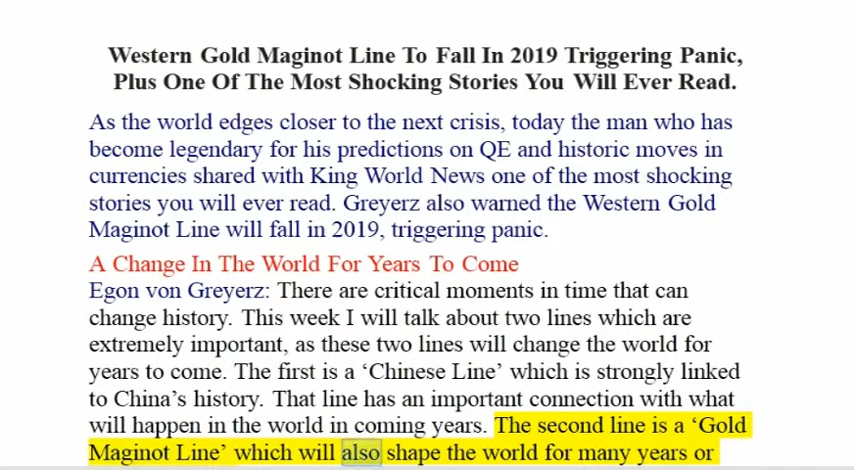 Western Gold Maginot Line To Fall In 2019 Triggering Panic,
Plus One Of The Most Shocking Stories You Will Ever Read.
As the world edges closer to the next crisis, today the man who has
become legendary for his predictions on QE and historic moves in
currencies shared with King World News one of the most shocking
stories you will ever read. Greyerz also warned the Western Gold
Maginot Line will fall in 2019, triggering panic.
A Change In The World For Years To Come
Egon von Greyerz: There are critical moments in time that can
change history. This week I will talk about two lines which are
extremely important, as these two lines will change the world for
years to come. The first is a ‘Chinese Line’ which is strongly linked
to China’s history. That line has an important connection with what
will happen in the world in coming years. The second line is a ‘Gold
Maginot Line’ which will also shape the world for many years or